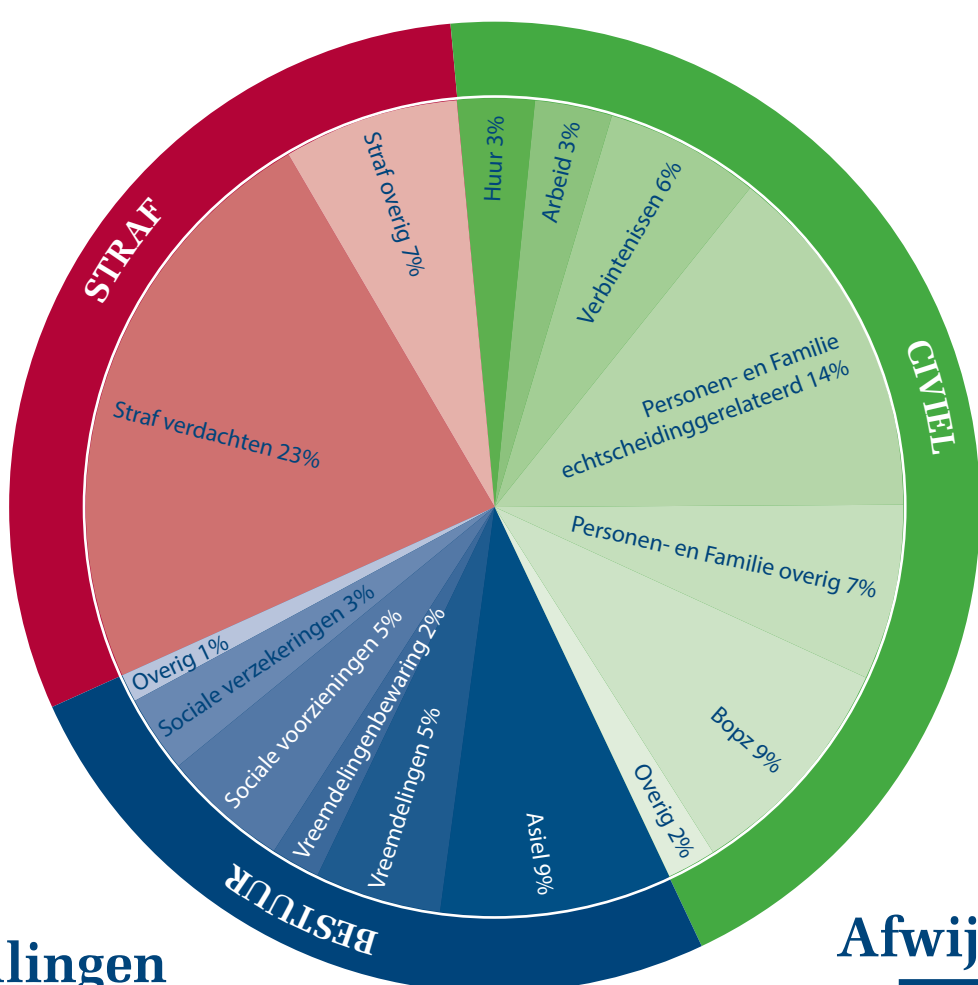 STRAF
CIVIEL
BESTUUR
Huur 3%
Arbeid 3%
Verbintenissen 6%
Personen- en Familie
echtscheidinggerelateerd 14%
Personen- en Familie overig 7%
Bopz 9%
Overig 2%
Asiel 9%
Vreemdelingen 5%
Vreemdelingenbewaring 2%
Sociale voorzieningen 5%
Sociale verzekeringen 3%
Overig 1%
Straf verdachten 23%
Straf overig 7%
lingen
Afwij